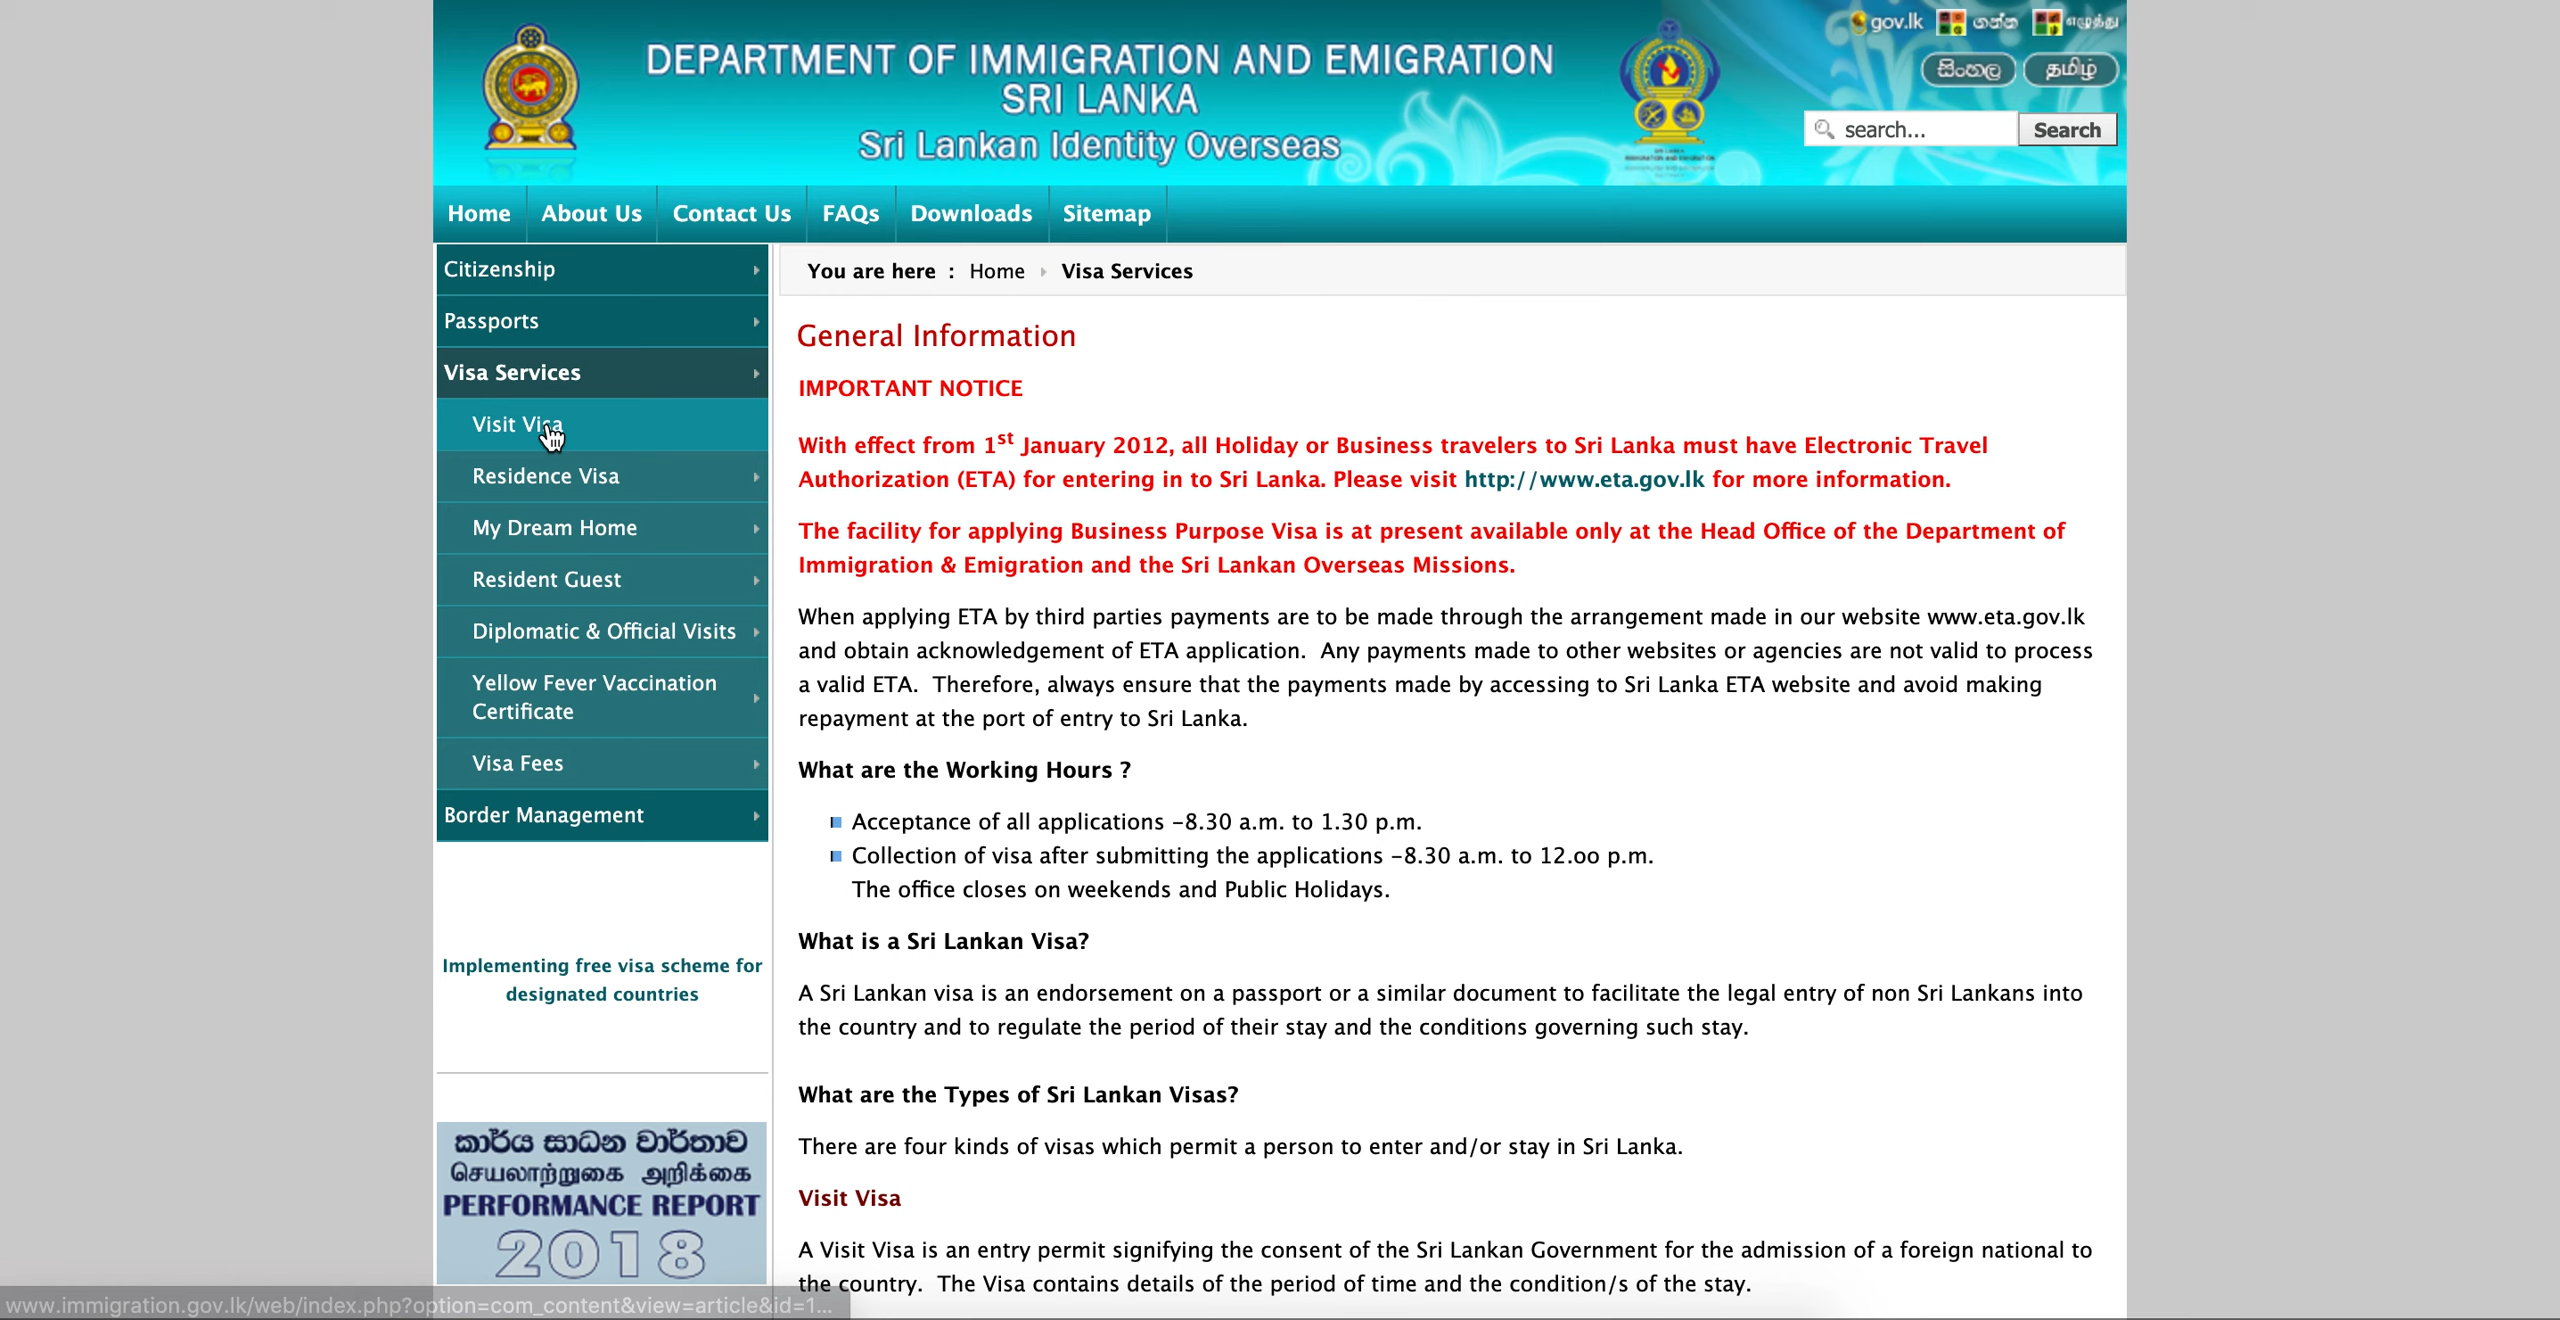 gov.lk ගන්න எழுத்து
DEPARTMENT OF IMMIGRATION AND EMIGRATION
SRI LANKA
Sri Lankan Identity Overseas
සිංහල தமிழ்
search... Search
Home About Us Contact Us FAQs Downloads Sitemap
Citizenship
Passports
Visa Services
Visit Visa
Residence Visa
My Dream Home
Resident Guest
Diplomatic & Official Visits
Yellow Fever Vaccination
Certificate
Visa Fees
Border Management
Implementing free visa scheme for
designated countries
කාර්ය සාධන වාර්තාව
செயலாற்றுகை அறிக்கை
PERFORMANCE REPORT
2018
You are here : Home Visa Services
General Information
IMPORTANT NOTICE
With effect from 1st January 2012, all Holiday or Business travelers to Sri Lanka must have Electronic Travel
Authorization (ETA) for entering in to Sri Lanka. Please visit http://www.eta.gov.lk for more information.
The facility for applying Business Purpose Visa is at present available only at the Head Office of the Department of
Immigration & Emigration and the Sri Lankan Overseas Missions.
When applying ETA by third parties payments are to be made through the arrangement made in our website www.eta.gov.lk
and obtain acknowledgement of ETA application. Any payments made to other websites or agencies are not valid to process
a valid ETA. Therefore, always ensure that the payments made by accessing to Sri Lanka ETA website and avoid making
repayment at the port of entry to Sri Lanka.
What are the Working Hours ?
Acceptance of all applications -8.30 a.m. to 1.30 p.m.
Collection of visa after submitting the applications -8.30 a.m. to 12.oo p.m.
The office closes on weekends and Public Holidays.
What is a Sri Lankan Visa?
A Sri Lankan visa is an endorsement on a passport or a similar document to facilitate the legal entry of non Sri Lankans into
the country and to regulate the period of their stay and the conditions governing such stay.
What are the Types of Sri Lankan Visas?
There are four kinds of visas which permit a person to enter and/or stay in Sri Lanka.
Visit Visa
A Visit Visa is an entry permit signifying the consent of the Sri Lankan Government for the admission of a foreign national to
the country. The Visa contains details of the period of time and the condition/s of the stay.
www.immigration.gov.lk/web/index.php?option=com_content&view=article&id=1...